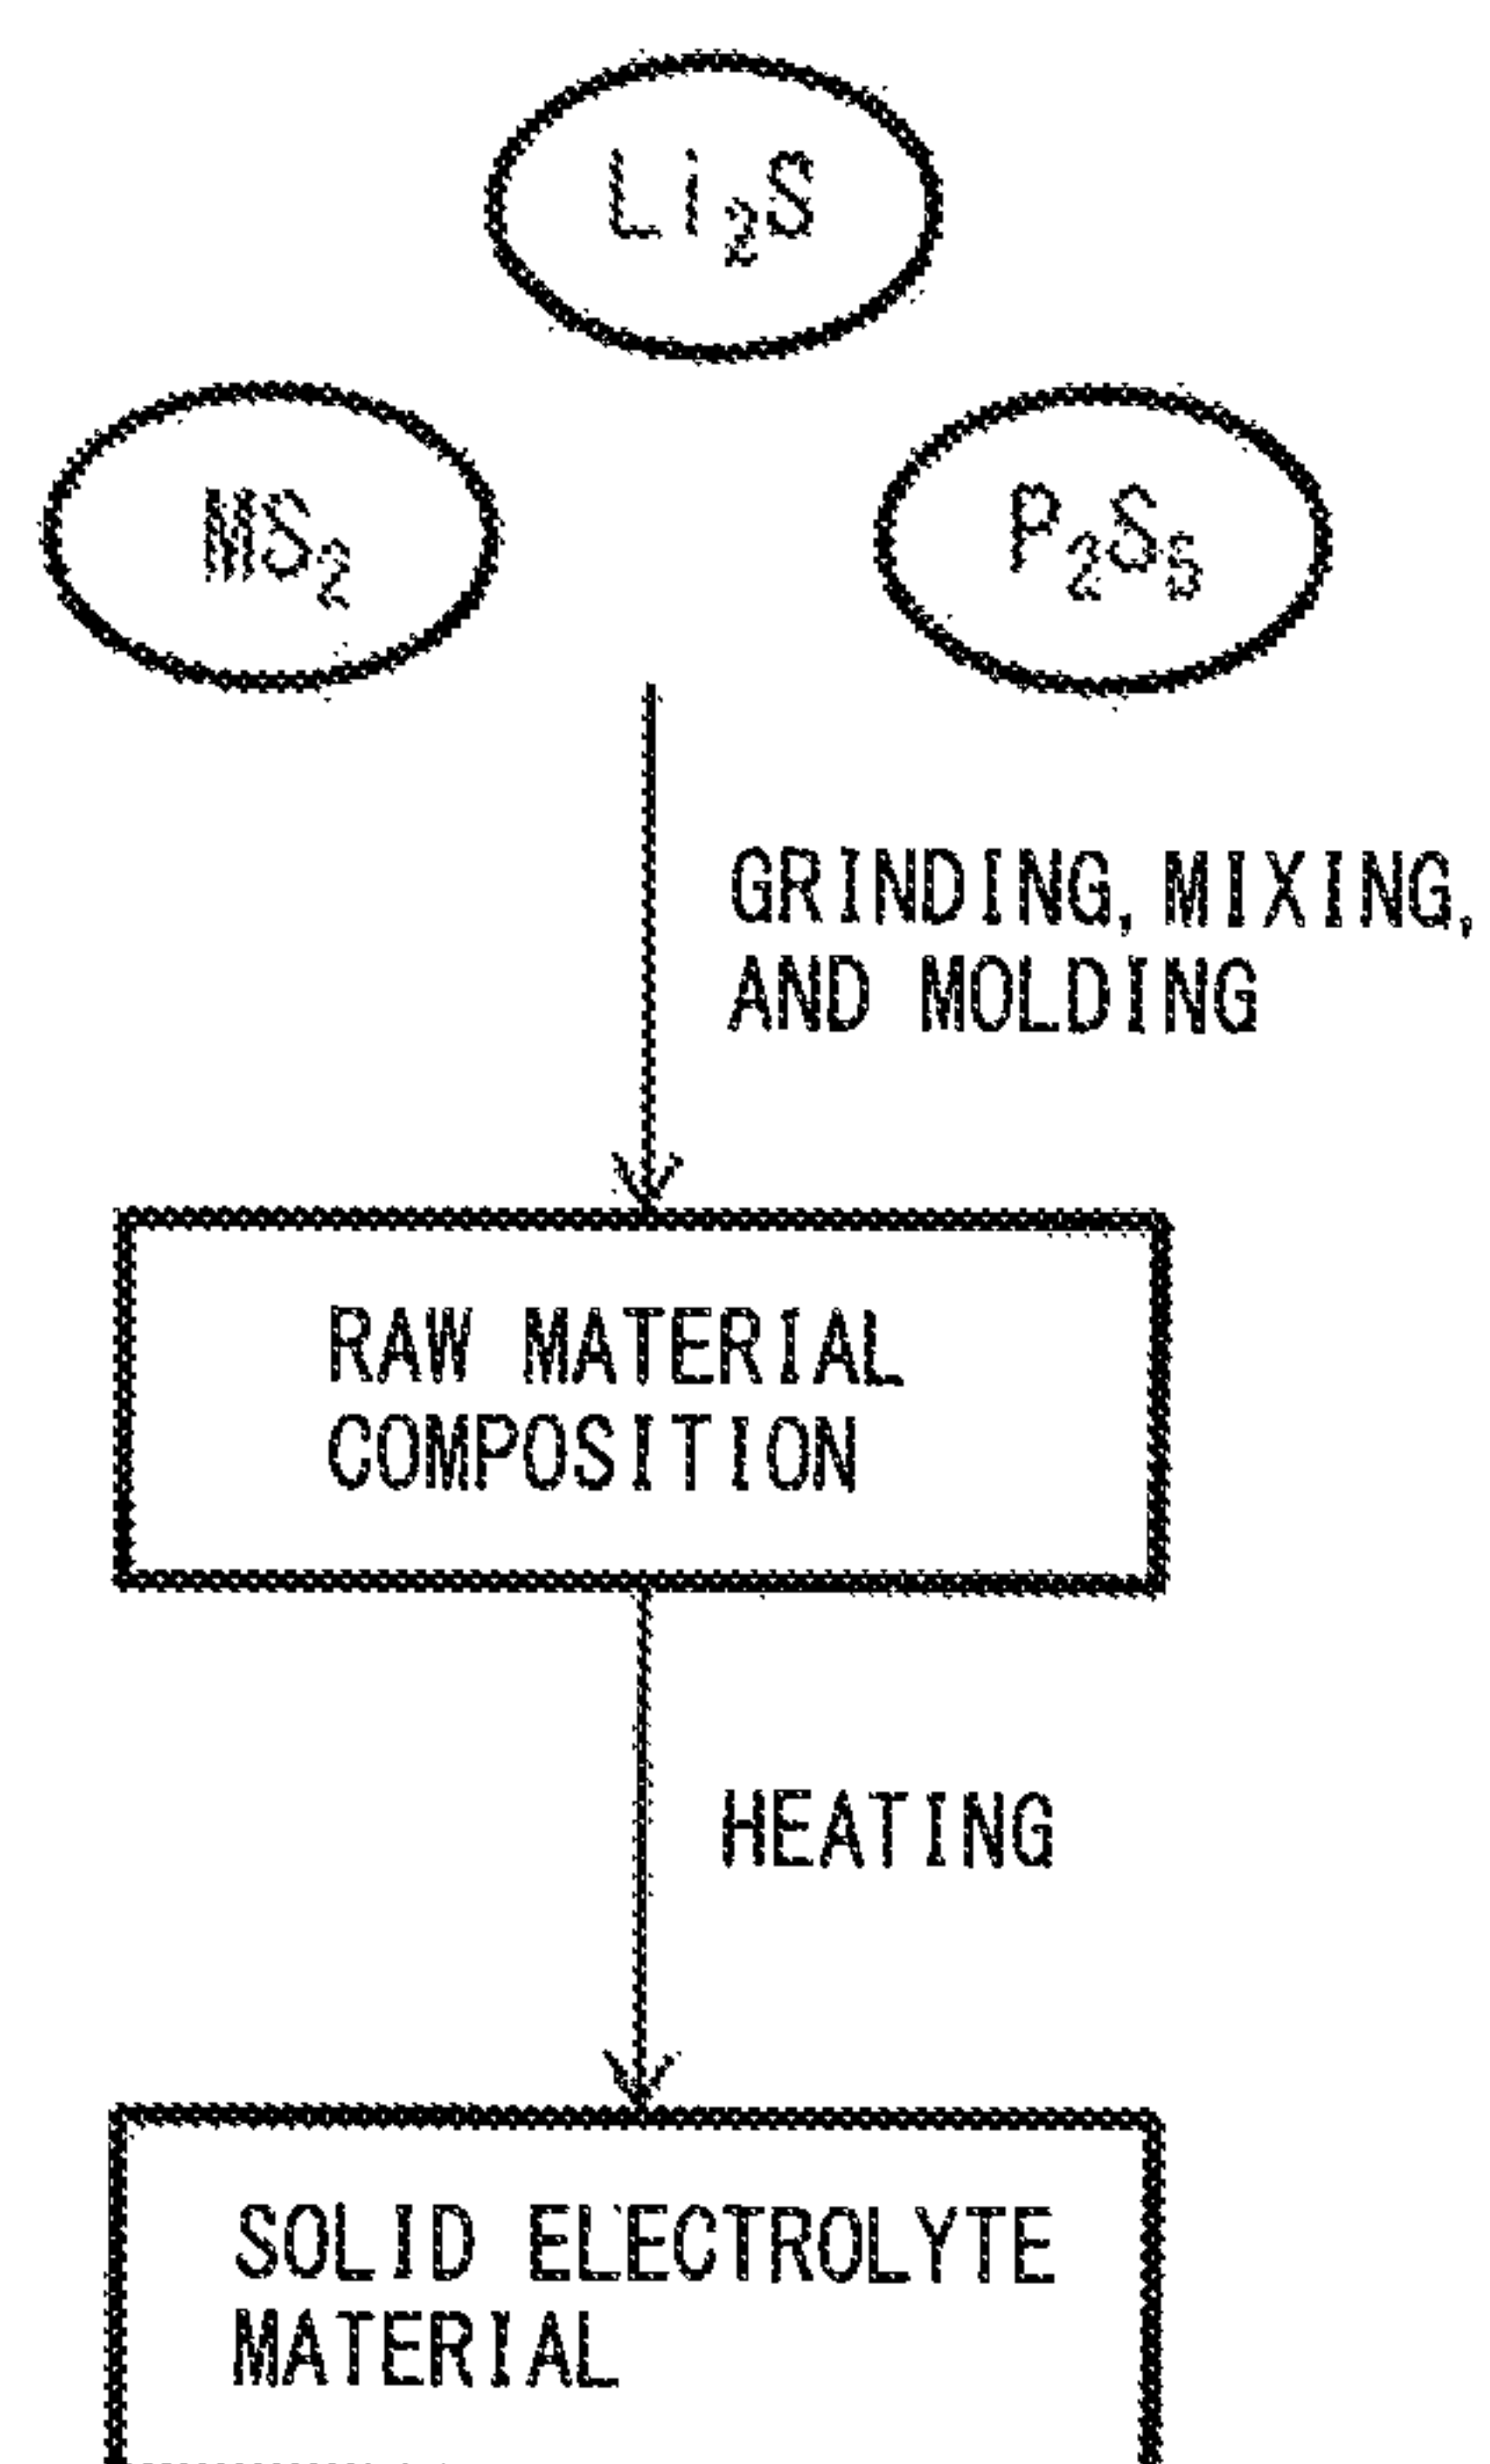 Li₂S
MS₂
P₂S₅
GRINDING, MIXING,
AND MOLDING
RAW MATERIAL
COMPOSITION
HEATING
SOLID ELECTROLYTE
MATERIAL